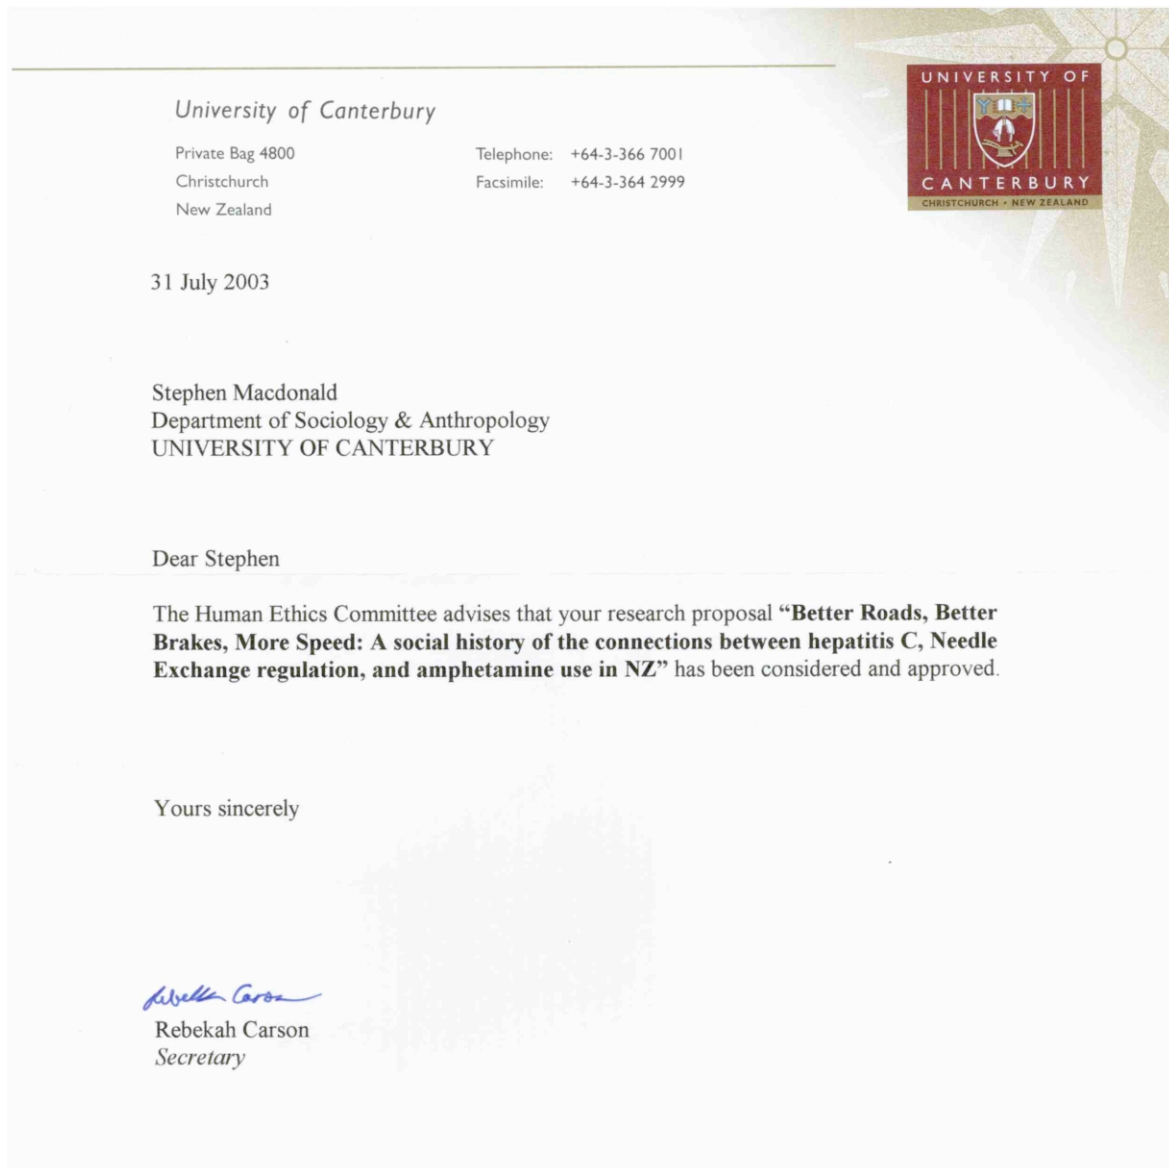 University of Canterbury
Private Bag 4800
Christchurch
New Zealand
Telephone: +64-3-366 7001
Facsimile: +64-3-364 2999
UNIVERSITY OF
CANTERBURY
CHRISTCHURCH • NEW ZEALAND
31 July 2003
Stephen Macdonald
Department of Sociology & Anthropology
UNIVERSITY OF CANTERBURY
Dear Stephen
The Human Ethics Committee advises that your research proposal “Better Roads, Better
Brakes, More Speed: A social history of the connections between hepatitis C, Needle
Exchange regulation, and amphetamine use in NZ” has been considered and approved.
Yours sincerely
Rebekah Carson
Rebekah Carson
Secretary